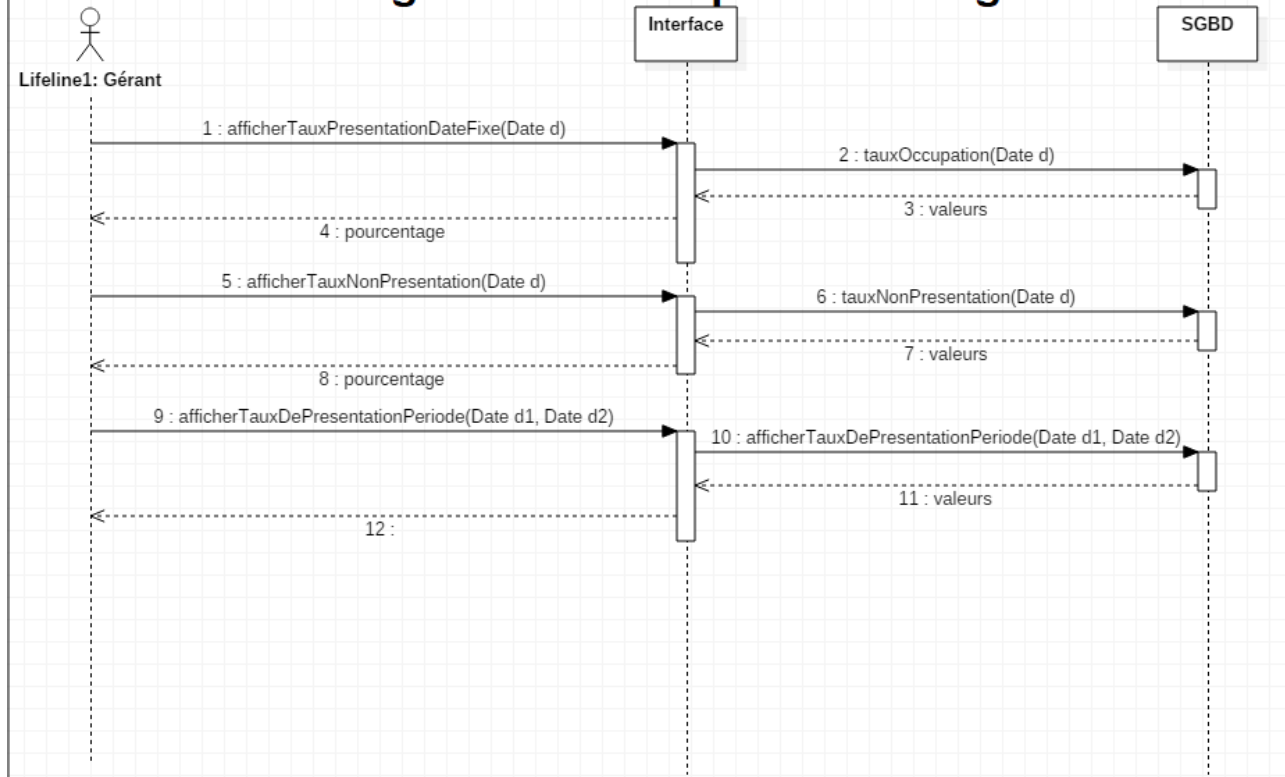 Interface
SGBD
Lifeline1: Gérant
1 : afficherTauxPresentationDateFixe(Date d)
2 : tauxOccupation(Date d)
3 : valeurs
4 : pourcentage
5 : afficherTauxNonPresentation(Date d)
6 : tauxNonPresentation(Date d)
7 : valeurs
8 : pourcentage
9 : afficherTauxDePresentationPeriode(Date d1, Date d2)
10 : afficherTauxDePresentationPeriode(Date d1, Date d2)
11 : valeurs
12 :